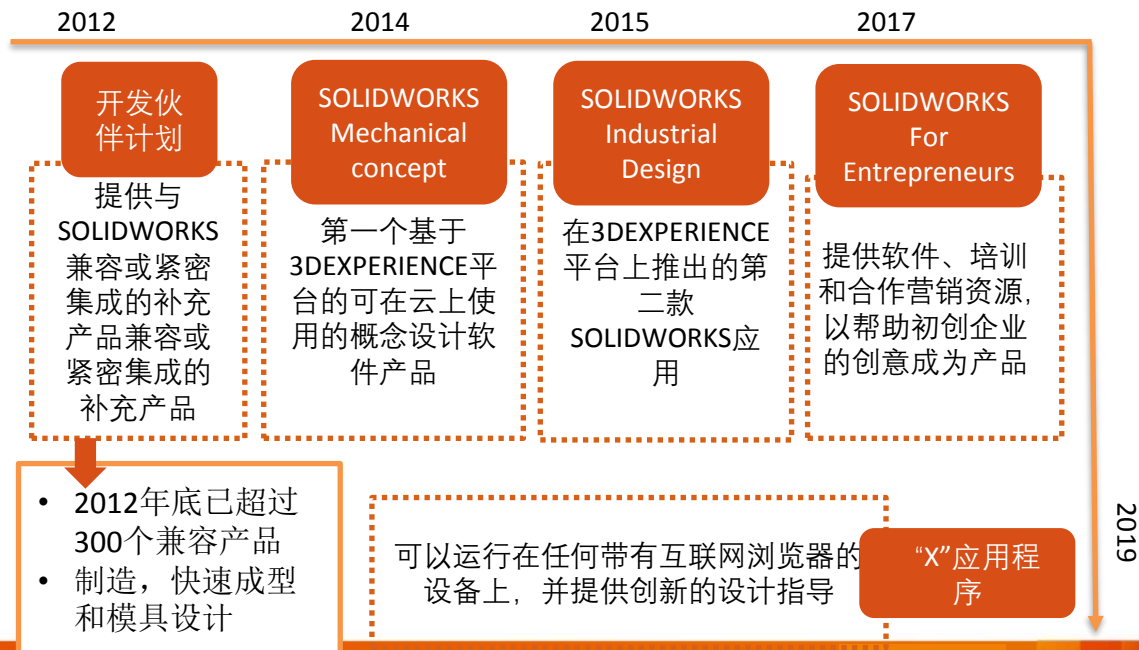 2012
2014
2015
2017
开发伙
伴计划
提供与
SOLIDWORKS
兼容或紧密
集成的补充
产品兼容或
紧密集成的
补充产品
SOLIDWORKS
Mechanical
concept
第一个基于
3DEXPERIENCE平
台的可在云上使
用的概念设计软
件产品
SOLIDWORKS
Industrial
Design
在3DEXPERIENCE
平台上推出的第
二款
SOLIDWORKS应
用
SOLIDWORKS
For
Entrepreneurs
提供软件、培训
和合作营销资源,
以帮助初创企业
的创意成为产品
• 2012年底已超过
300个兼容产品
• 制造，快速成型
和模具设计
可以运行在任何带有互联网浏览器的
设备上，并提供创新的设计指导
“X”应用程
序
2019